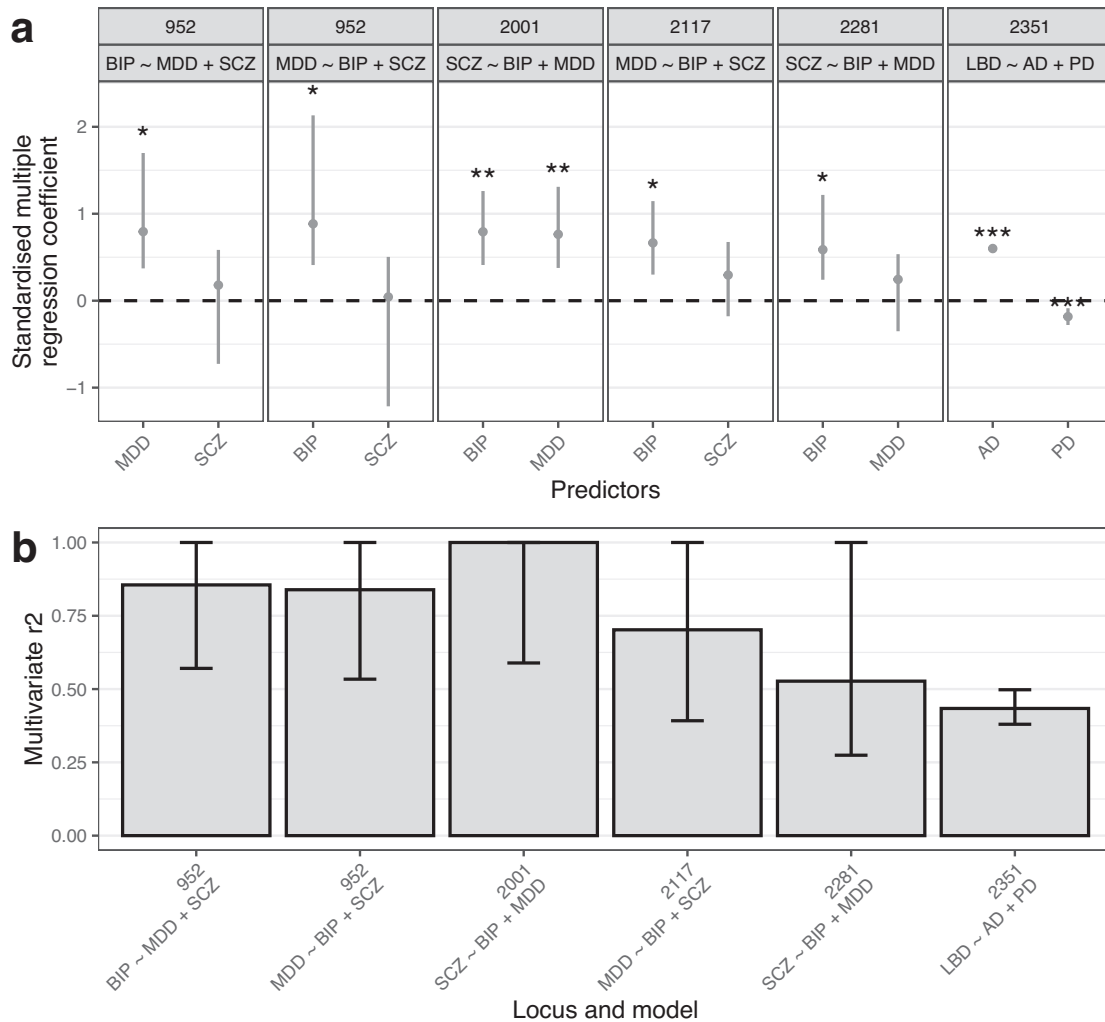 a
952 952 2001 2117 2281 2351
BIP ~ MDD + SCZ MDD ~ BIP + SCZ SCZ ~ BIP + MDD MDD ~ BIP + SCZ SCZ ~ BIP + MDD LBD ~ AD + PD
Standardised multiple
regression coefficient
2
1
0
−1
* * ** ** * * *** ***
MDD SCZ BIP SCZ BIP MDD BIP SCZ BIP MDD AD PD
Predictors
b
Multivariate r2
1.00
0.75
0.50
0.25
0.00
952
BIP ~ MDD + SCZ
952
MDD ~ BIP + SCZ
2001
SCZ ~ BIP + MDD
2117
MDD ~ BIP + SCZ
2281
SCZ ~ BIP + MDD
2351
LBD ~ AD + PD
Locus and model